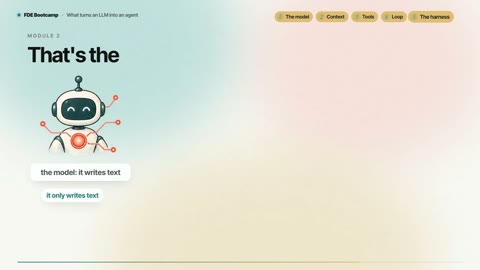 FDE Bootcamp · What turns an LLM into an agent
The model Context Tools Loop The harness
MODULE 2
That's the
the model: it writes text
it only writes text